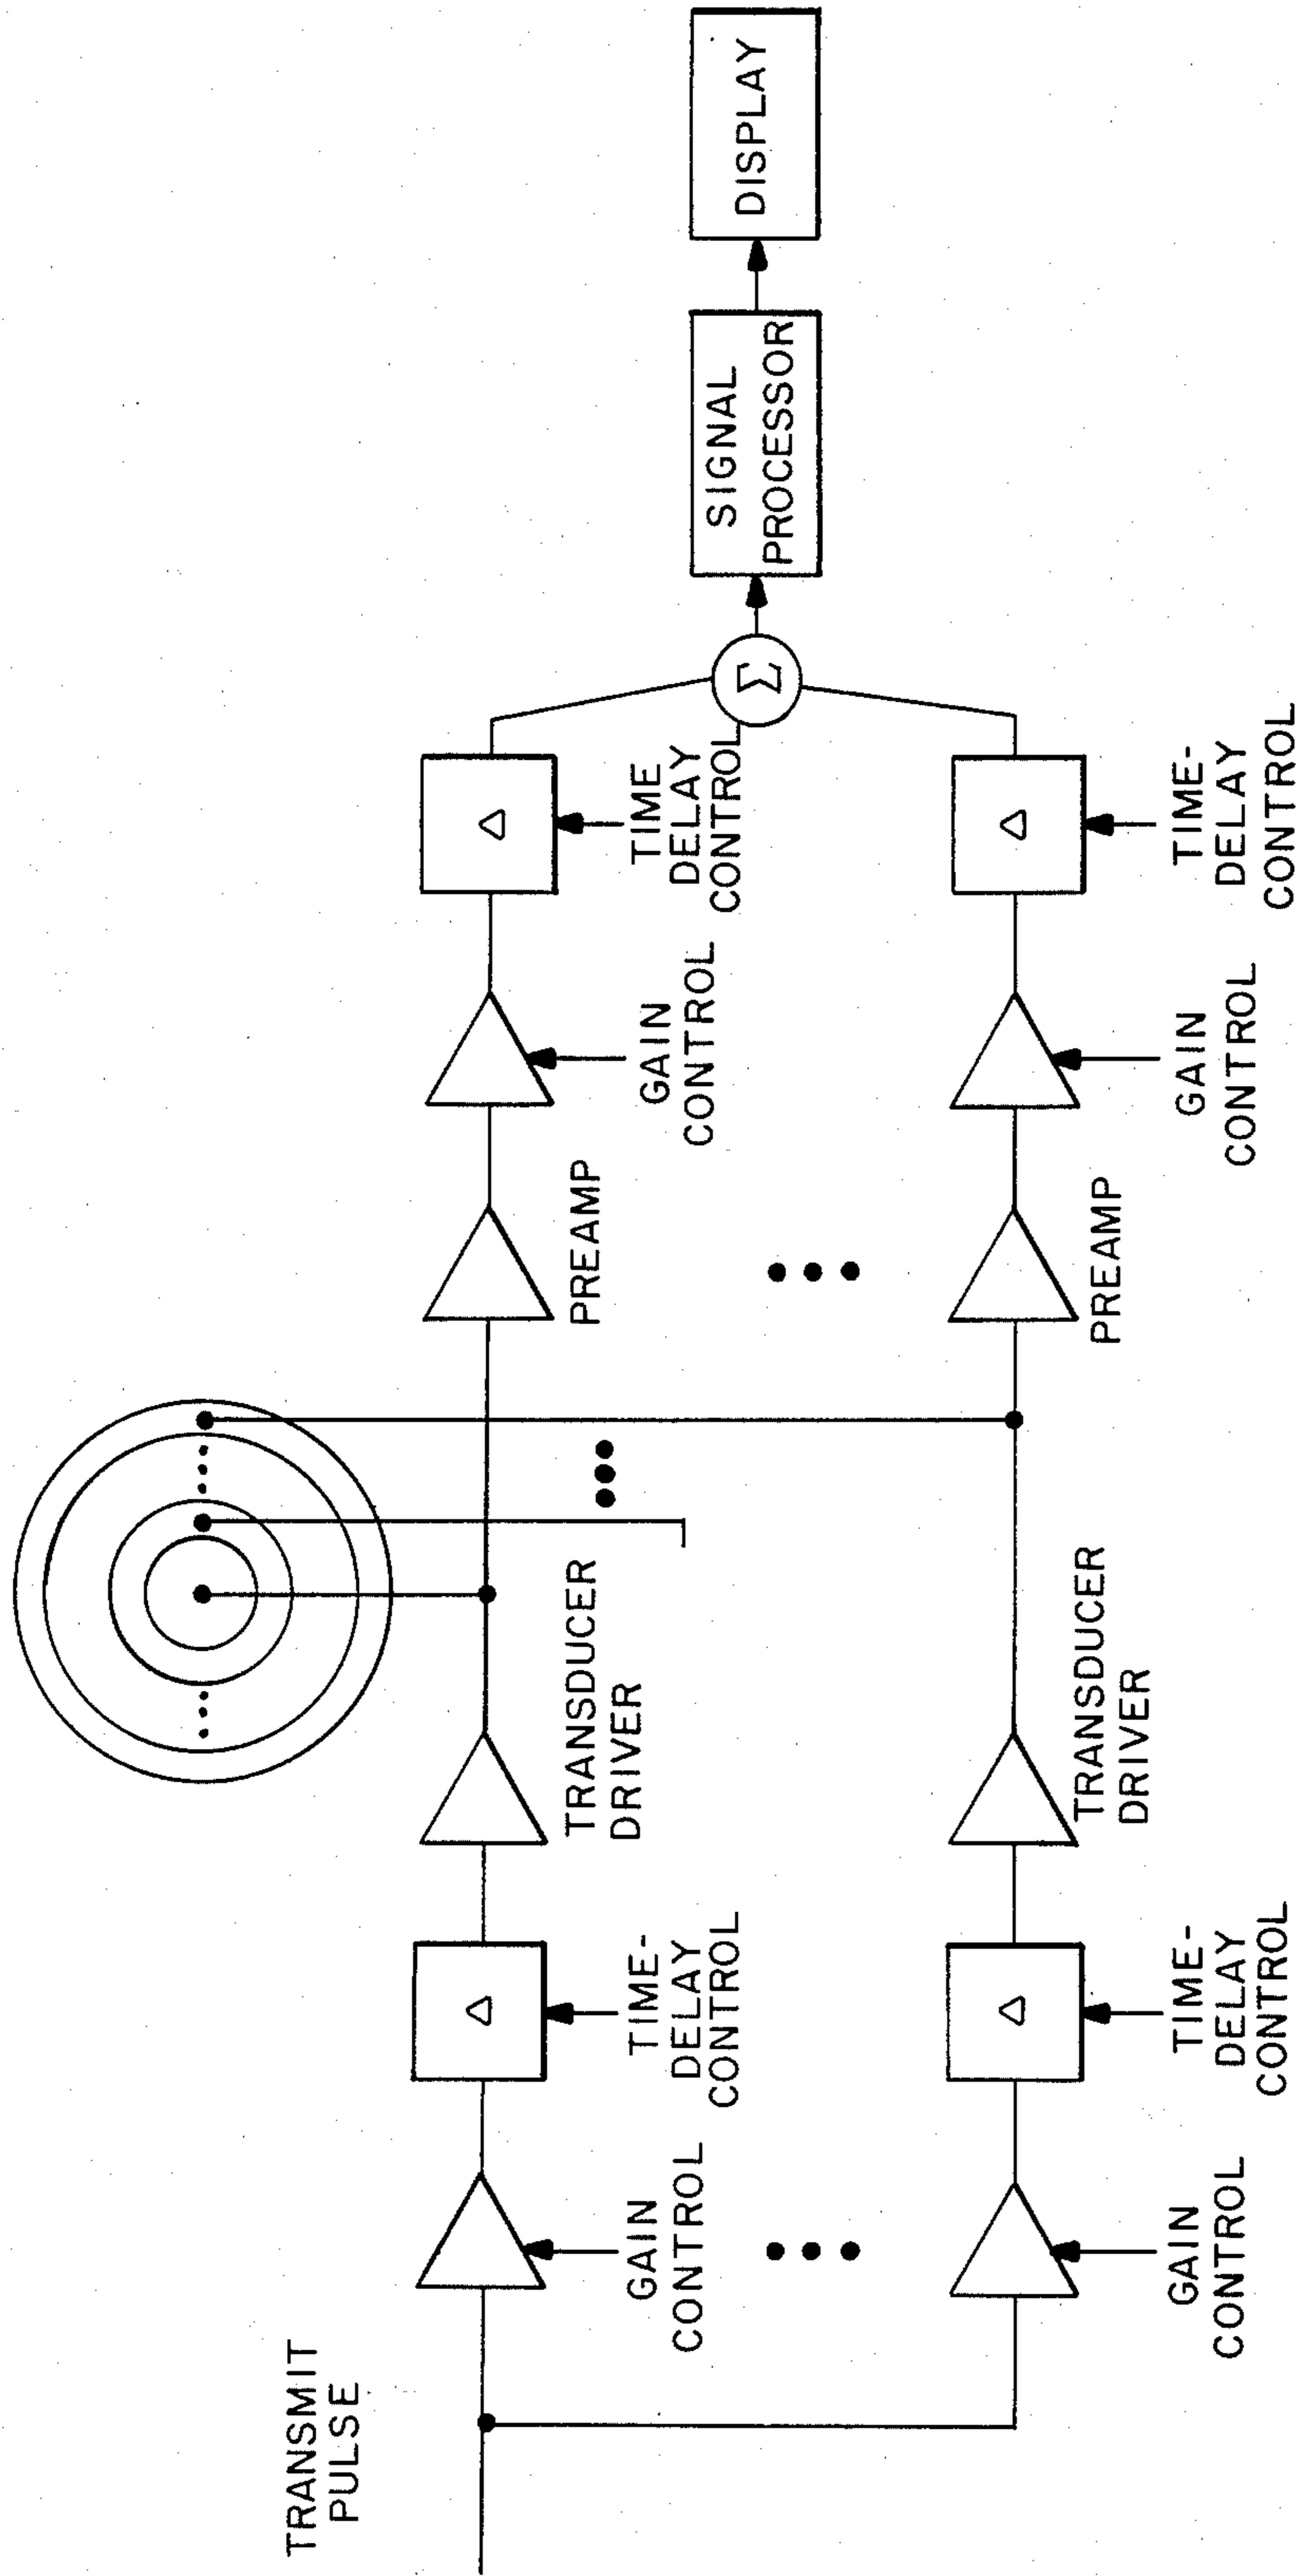 TRANSMIT
PULSE
GAIN
CONTROL
TIME-
DELAY
CONTROL
Δ
TRANSDUCER
DRIVER
PREAMP
GAIN
CONTROL
Δ
TIME
DELAY
CONTROL
Σ
SIGNAL
PROCESSOR
DISPLAY
GAIN
CONTROL
Δ
TIME-
DELAY
CONTROL
TRANSDUCER
DRIVER
PREAMP
GAIN
CONTROL
Δ
TIME-
DELAY
CONTROL